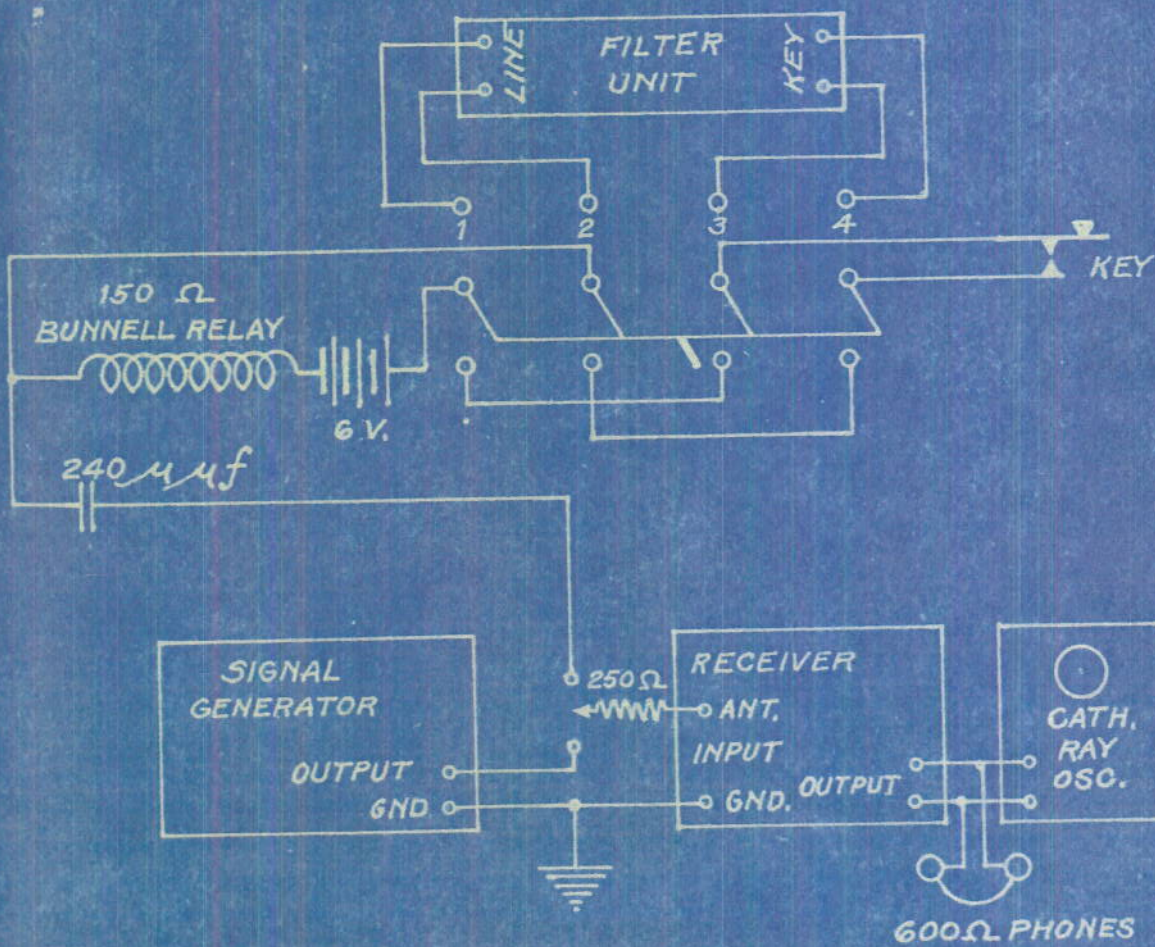 LINE
FILTER
UNIT
KEY
1
2
3
4
KEY
150 Ω
BUNNELL RELAY
6 V.
240 μμf
SIGNAL
GENERATOR
OUTPUT
GND
250Ω
RECEIVER
ANT.
INPUT
GND.
OUTPUT
CATH.
RAY
OSC.
600Ω PHONES